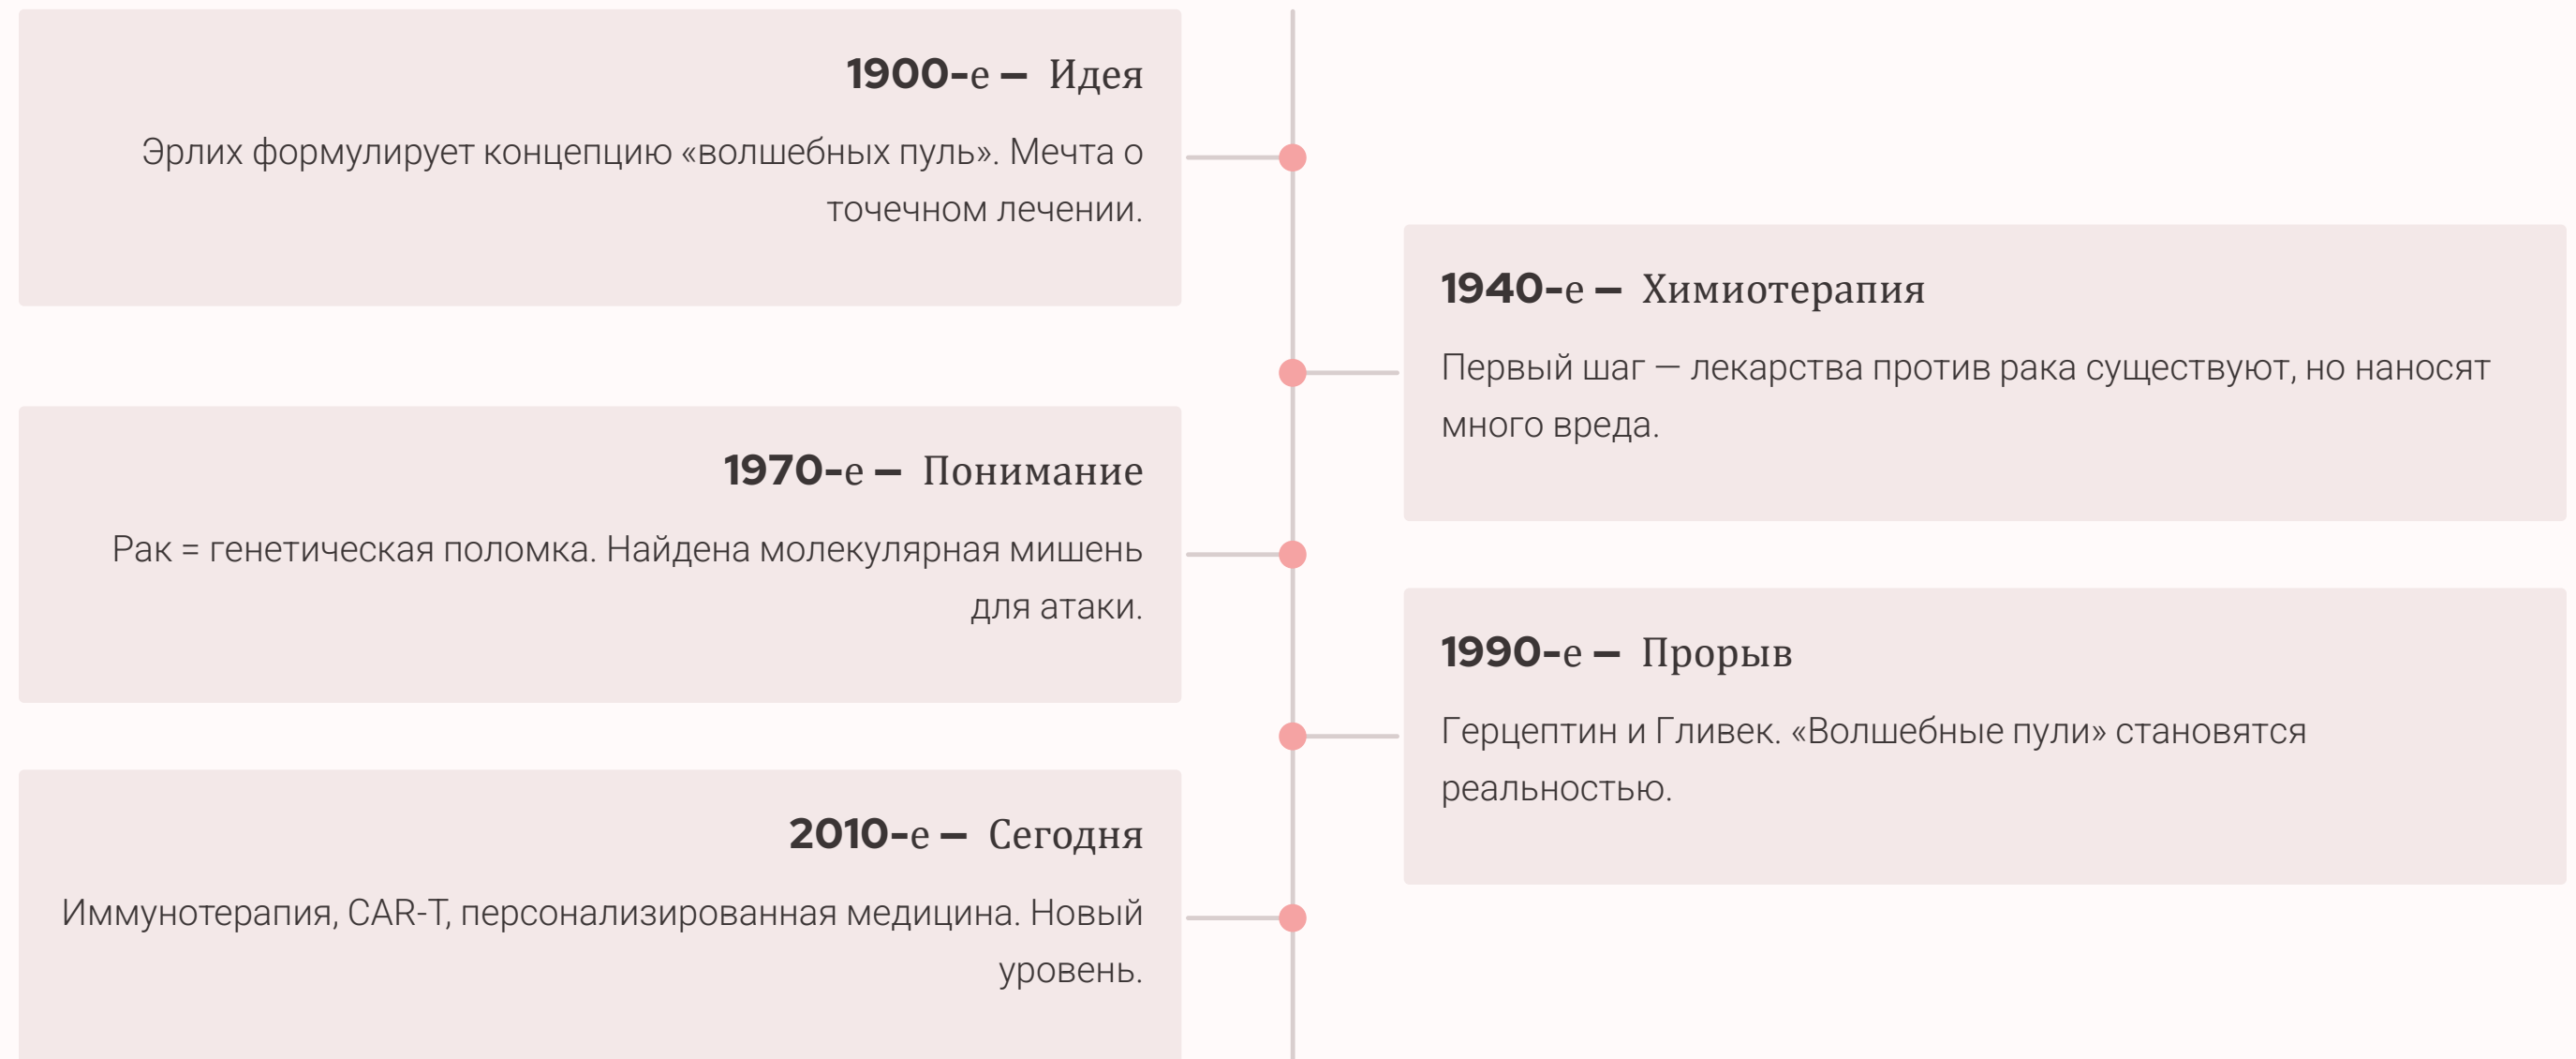 1900-е — Идея
Эрлих формулирует концепцию «волшебных пуль». Мечта о
точечном лечении.
1940-е — Химиотерапия
Первый шаг — лекарства против рака существуют, но наносят
много вреда.
1970-е — Понимание
Рак = генетическая поломка. Найдена молекулярная мишень
для атаки.
1990-е — Прорыв
Герцептин и Гливек. «Волшебные пули» становятся
реальностью.
2010-е — Сегодня
Иммунотерапия, CAR-T, персонализированная медицина. Новый
уровень.